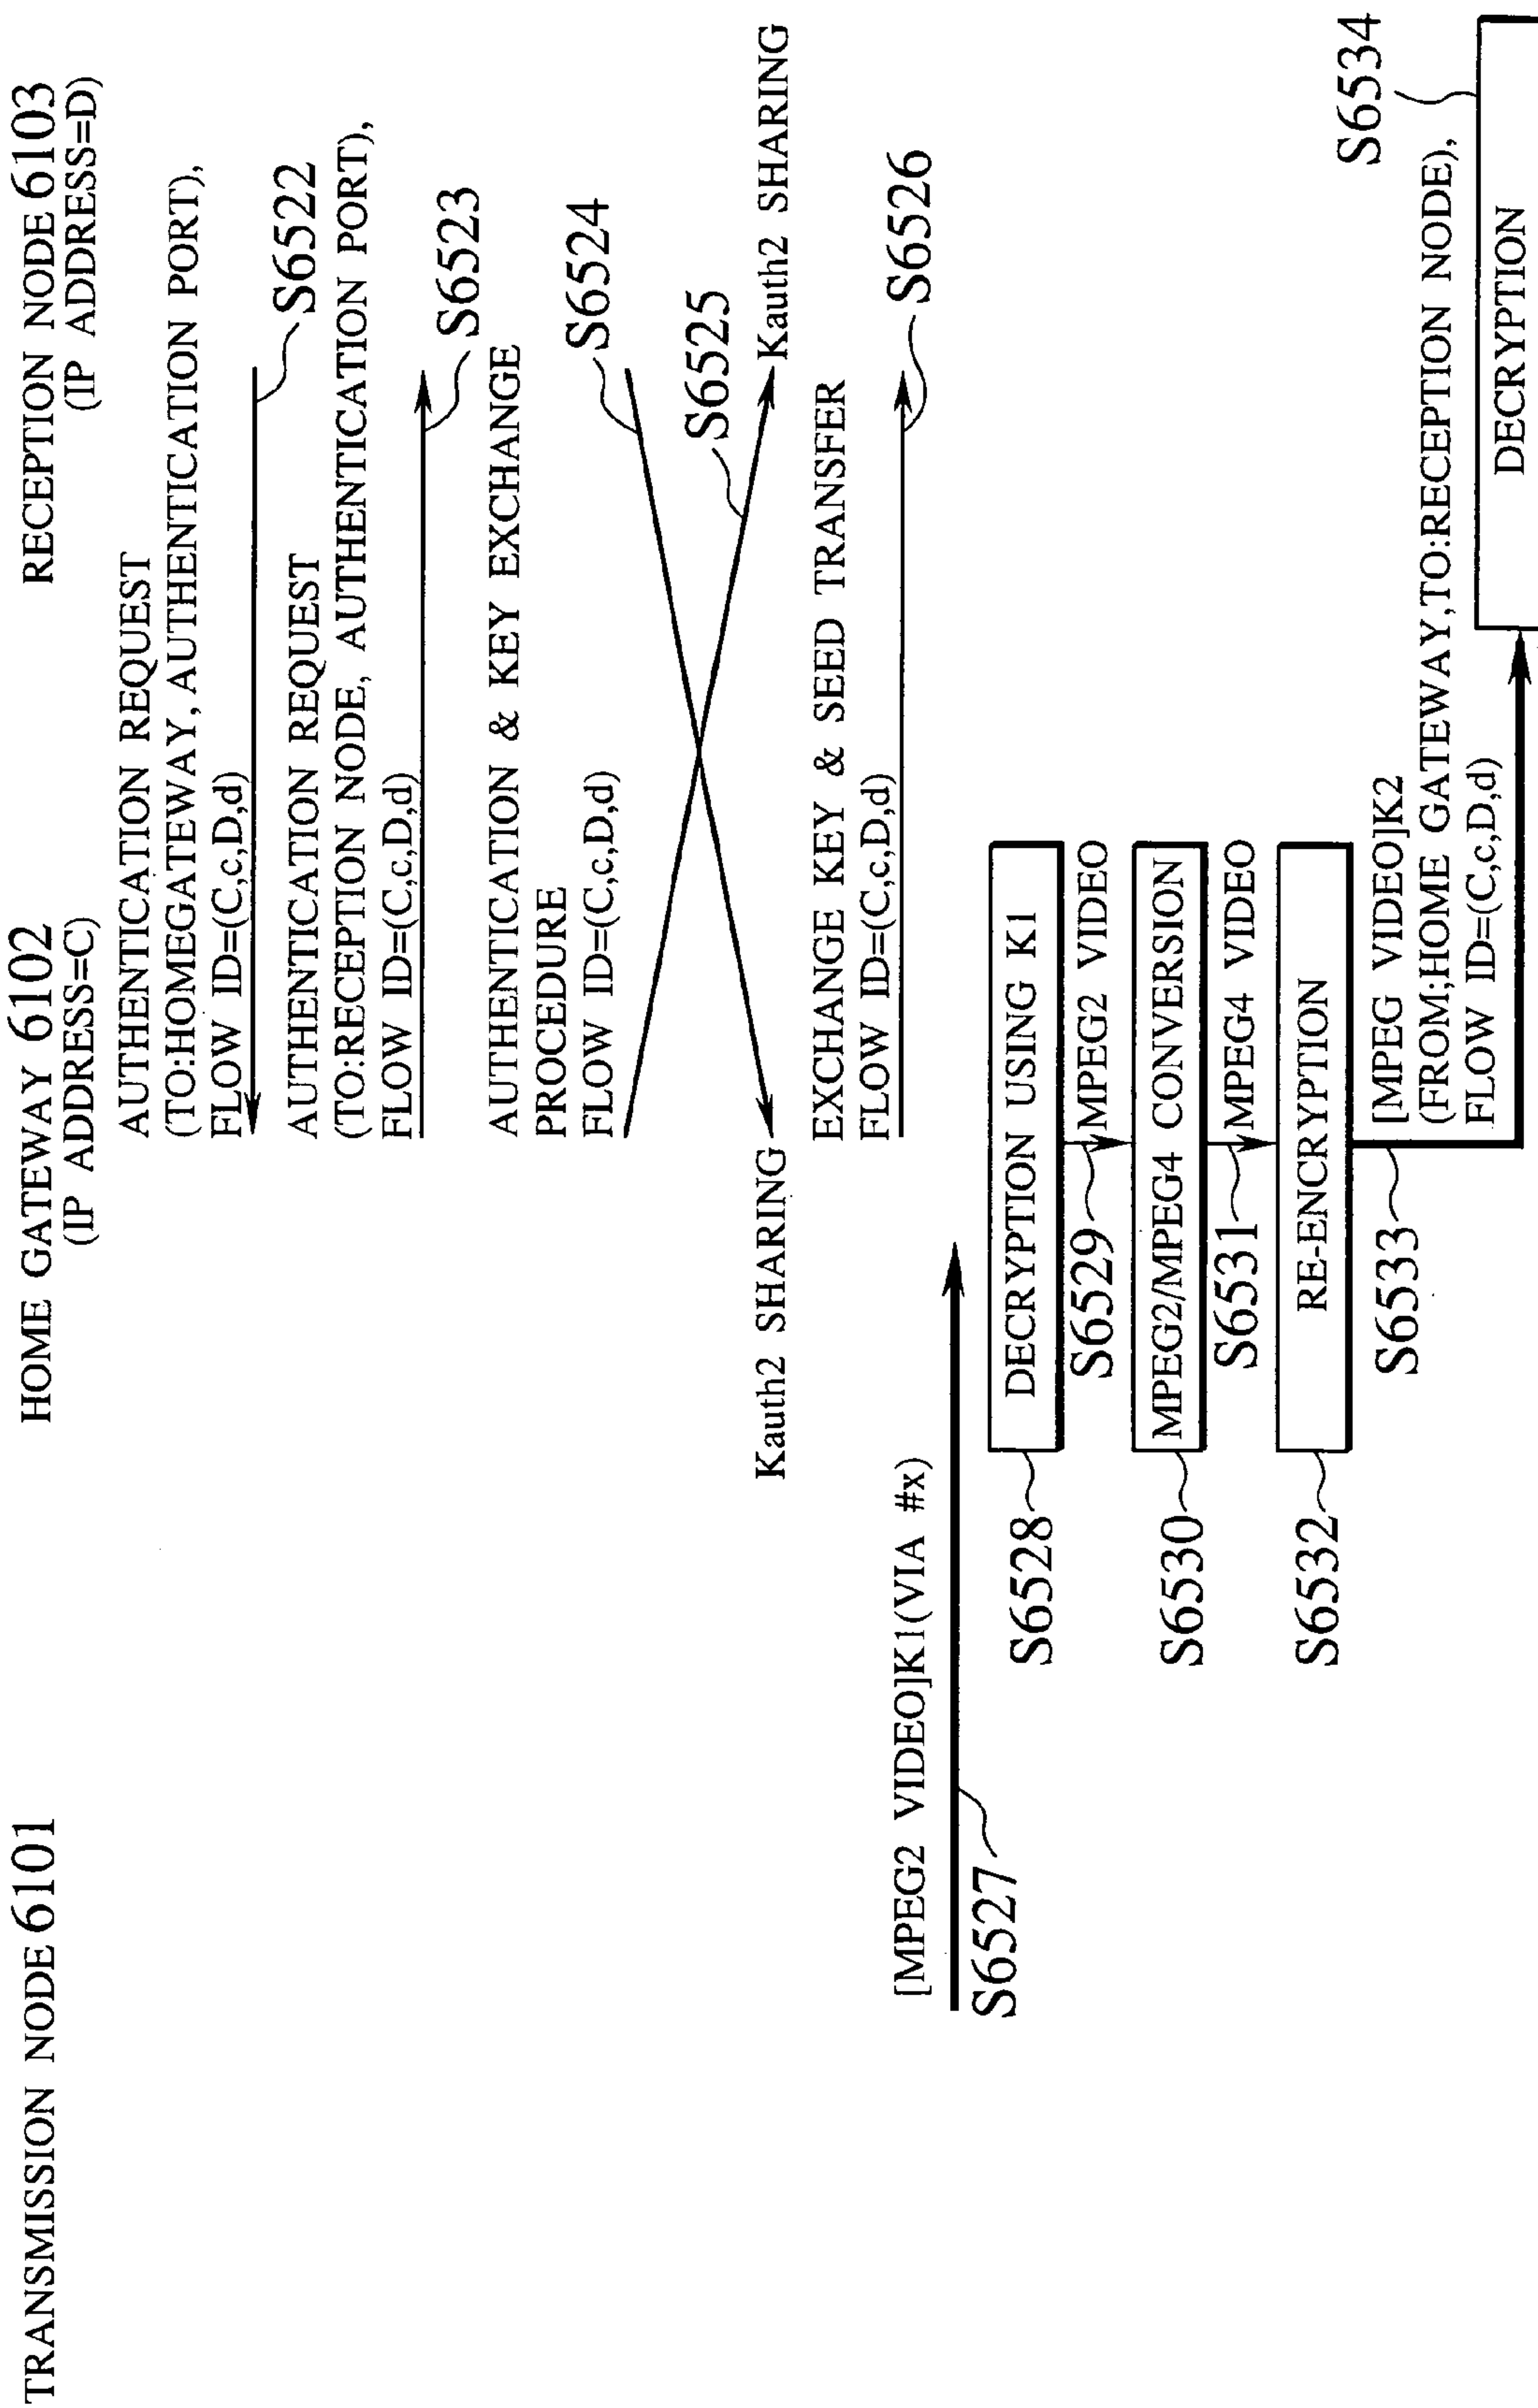 TRANSMISSION NODE 6101
HOME GATEWAY 6102
(IP ADDRESS=C)
RECEPTION NODE 6103
(IP ADDRESS=D)
AUTHENTICATION REQUEST
(TO:HOMEGATEWAY, AUTHENTICATION PORT),
FLOW ID=(C,c,D,d)
S6522
AUTHENTICATION REQUEST
(TO:RECEPTION NODE, AUTHENTICATION PORT),
FLOW ID=(C,c,D,d)
S6523
AUTHENTICATION & KEY EXCHANGE
PROCEDURE
FLOW ID=(C,c,D,d)
S6524
S6525
Kauth2 SHARING
Kauth2 SHARING
EXCHANGE KEY & SEED TRANSFER
FLOW ID=(C,c,D,d)
S6526
[MPEG2 VIDEO]K1(VIA #x)
S6527
DECRYPTION USING K1
S6528
S6529
MPEG2 VIDEO
MPEG2/MPEG4 CONVERSION
S6530
S6531
MPEG4 VIDEO
RE-ENCRYPTION
S6532
S6533
[MPEG VIDEO]K2
(FROM;HOME GATEWAY,TO:RECEPTION NODE),
FLOW ID=(C,c,D,d)
S6534
DECRYPTION